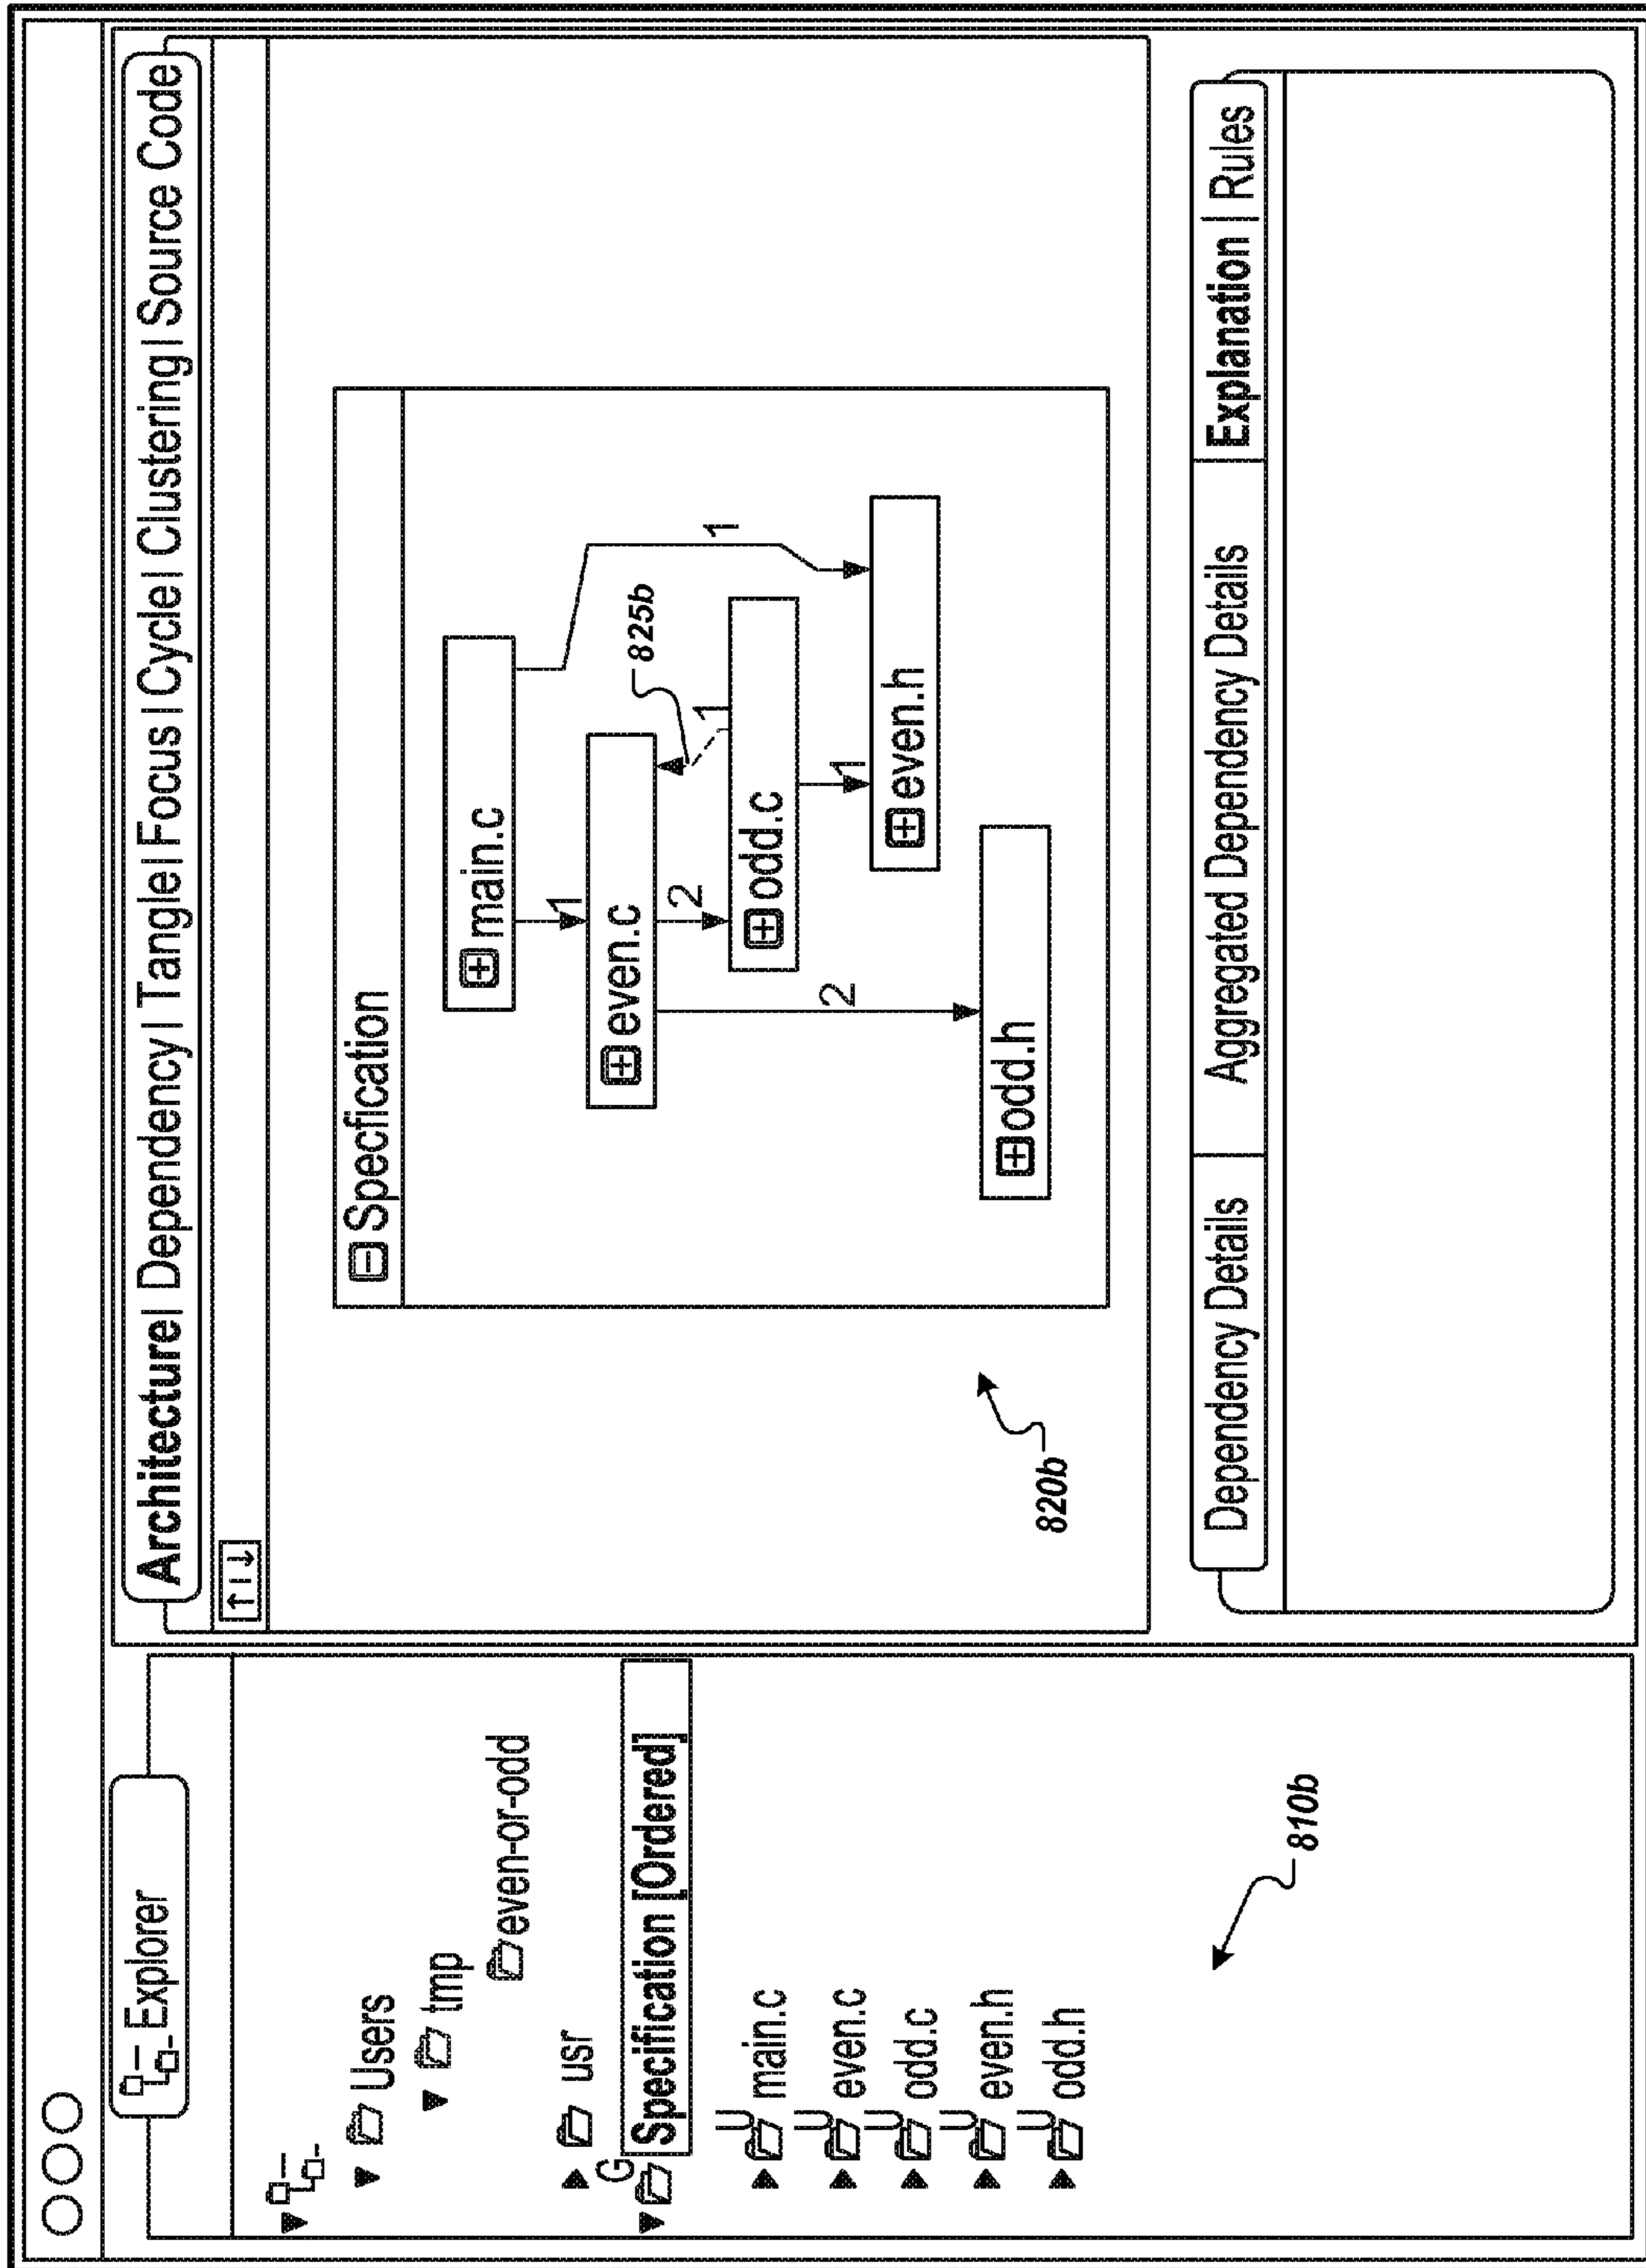 Explorer
Users
tmp
even-or-odd
usr
G
Specification [Ordered]
main.c
even.c
odd.c
even.h
odd.h
810b
Architecture| Dependency| Tangle| Focus | Cycle| Clustering| Source Code
Specfication
main.c
1
1
even.c
825b
2
1
odd.c
2
1
even.h
odd.h
820b
Dependency Details
Aggregated Dependency Details
Explanation | Rules